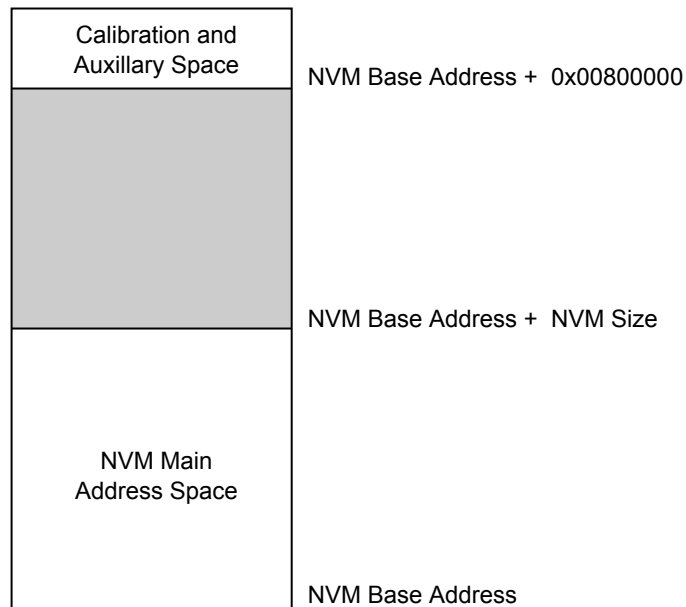 Calibration and
Auxillary Space
NVM Base Address + 0x00800000
NVM Base Address + NVM Size
NVM Main
Address Space
NVM Base Address